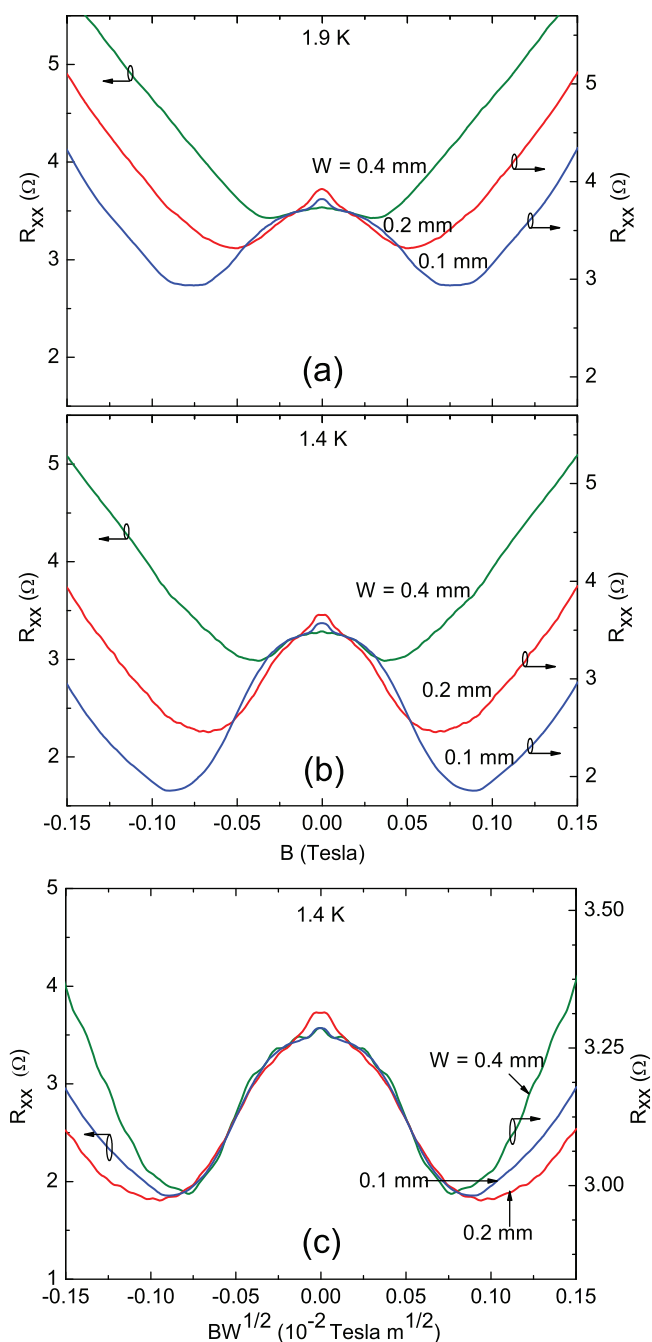 1.9 K
5
4
3
2
R_xx (Ω)
5
4
3
2
R_xx (Ω)
W = 0.4 mm
0.2 mm
0.1 mm
(a)
1.4 K
5
4
3
2
R_xx (Ω)
5
4
3
2
R_xx (Ω)
W = 0.4 mm
0.2 mm
0.1 mm
(b)
-0.15 -0.10 -0.05 0.00 0.05 0.10 0.15
B (Tesla)
1.4 K
5
4
3
2
1
R_xx (Ω)
3.50
3.25
3.00
R_xx (Ω)
W = 0.4 mm
0.1 mm
0.2 mm
(c)
-0.15 -0.10 -0.05 0.00 0.05 0.10 0.15
BW^1/2 (10^-2 Tesla m^1/2)